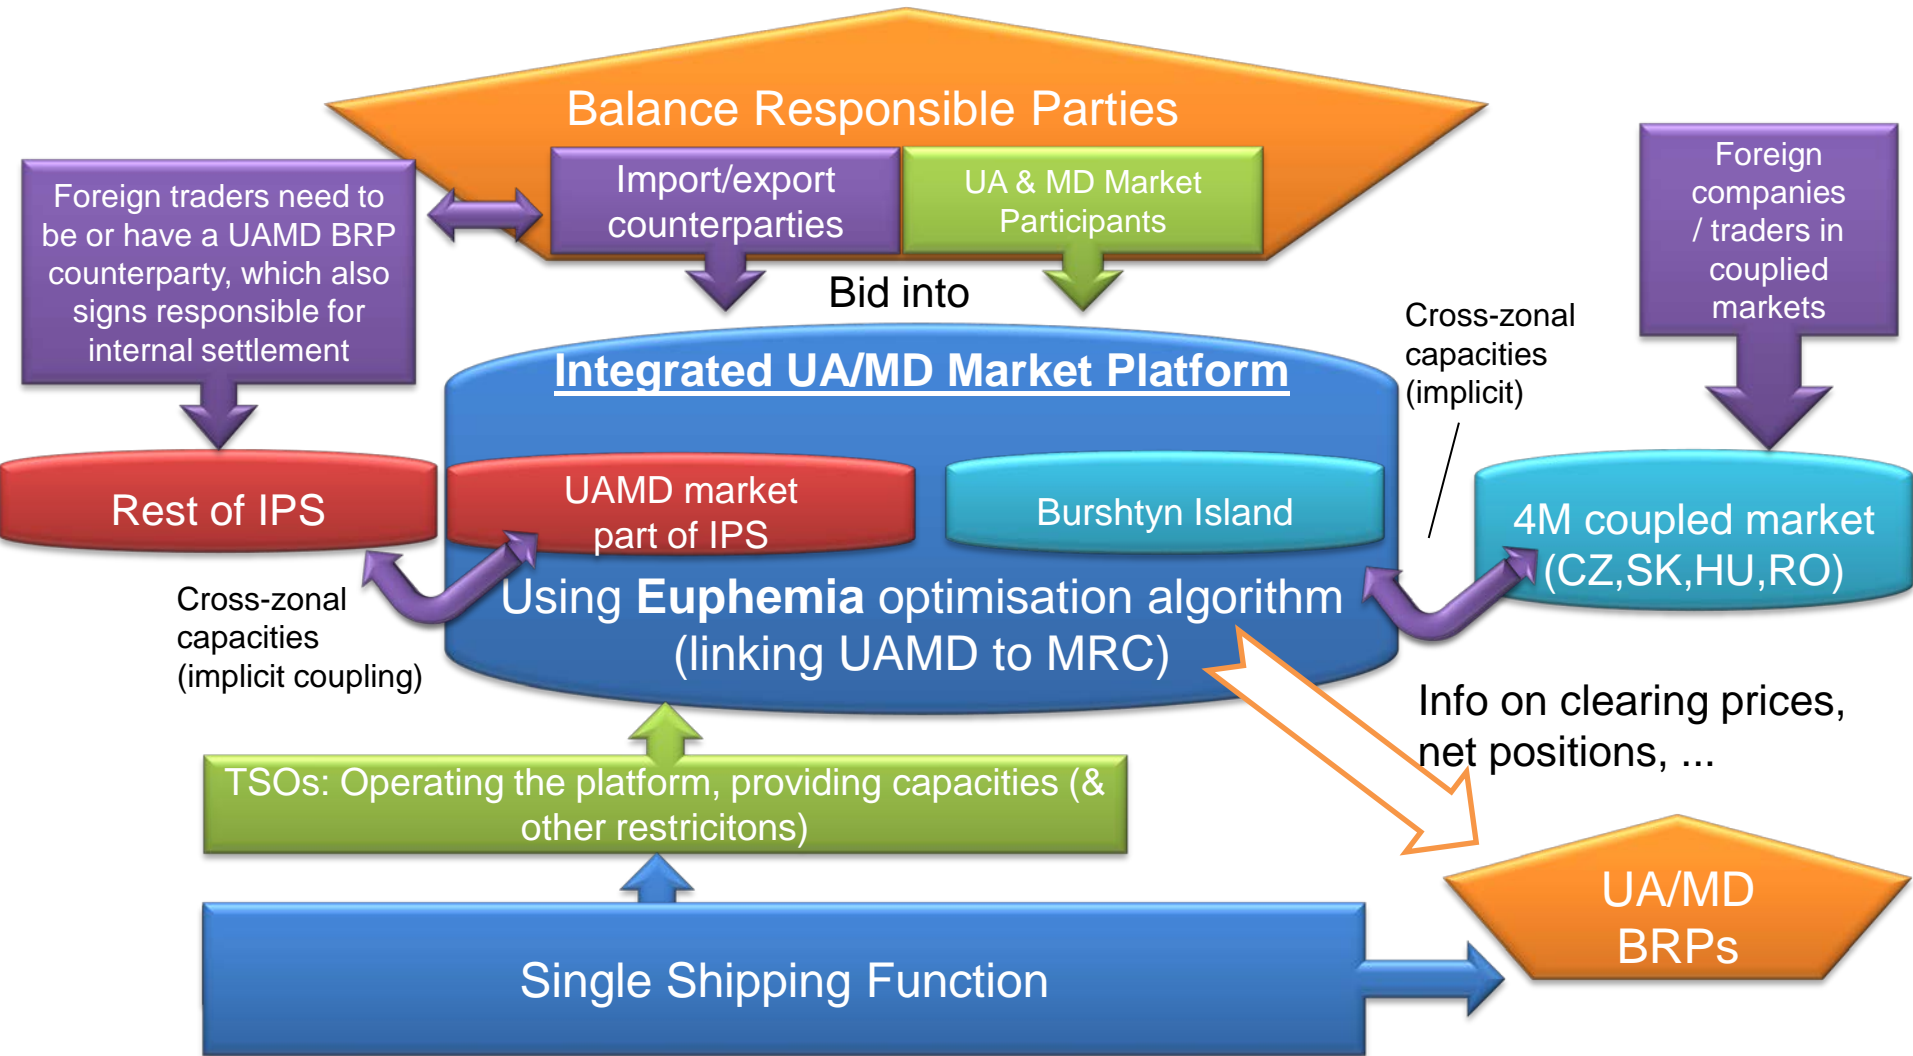 Balance Responsible Parties
Import/export
counterparties
UA & MD Market
Participants
Foreign traders need to
be or have a UAMD BRP
counterparty, which also
signs responsible for
internal settlement
Foreign
companies
/ traders in
couplied
markets
Bid into
Cross-zonal
capacities
(implicit)
Integrated UA/MD Market Platform
Rest of IPS
UAMD market
part of IPS
Burshtyn Island
4M coupled market
(CZ,SK,HU,RO)
Cross-zonal
capacities
(implicit coupling)
Using Euphemia optimisation algorithm
(linking UAMD to MRC)
Info on clearing prices,
net positions, ...
TSOs: Operating the platform, providing capacities (&
other restricitons)
UA/MD
BRPs
Single Shipping Function